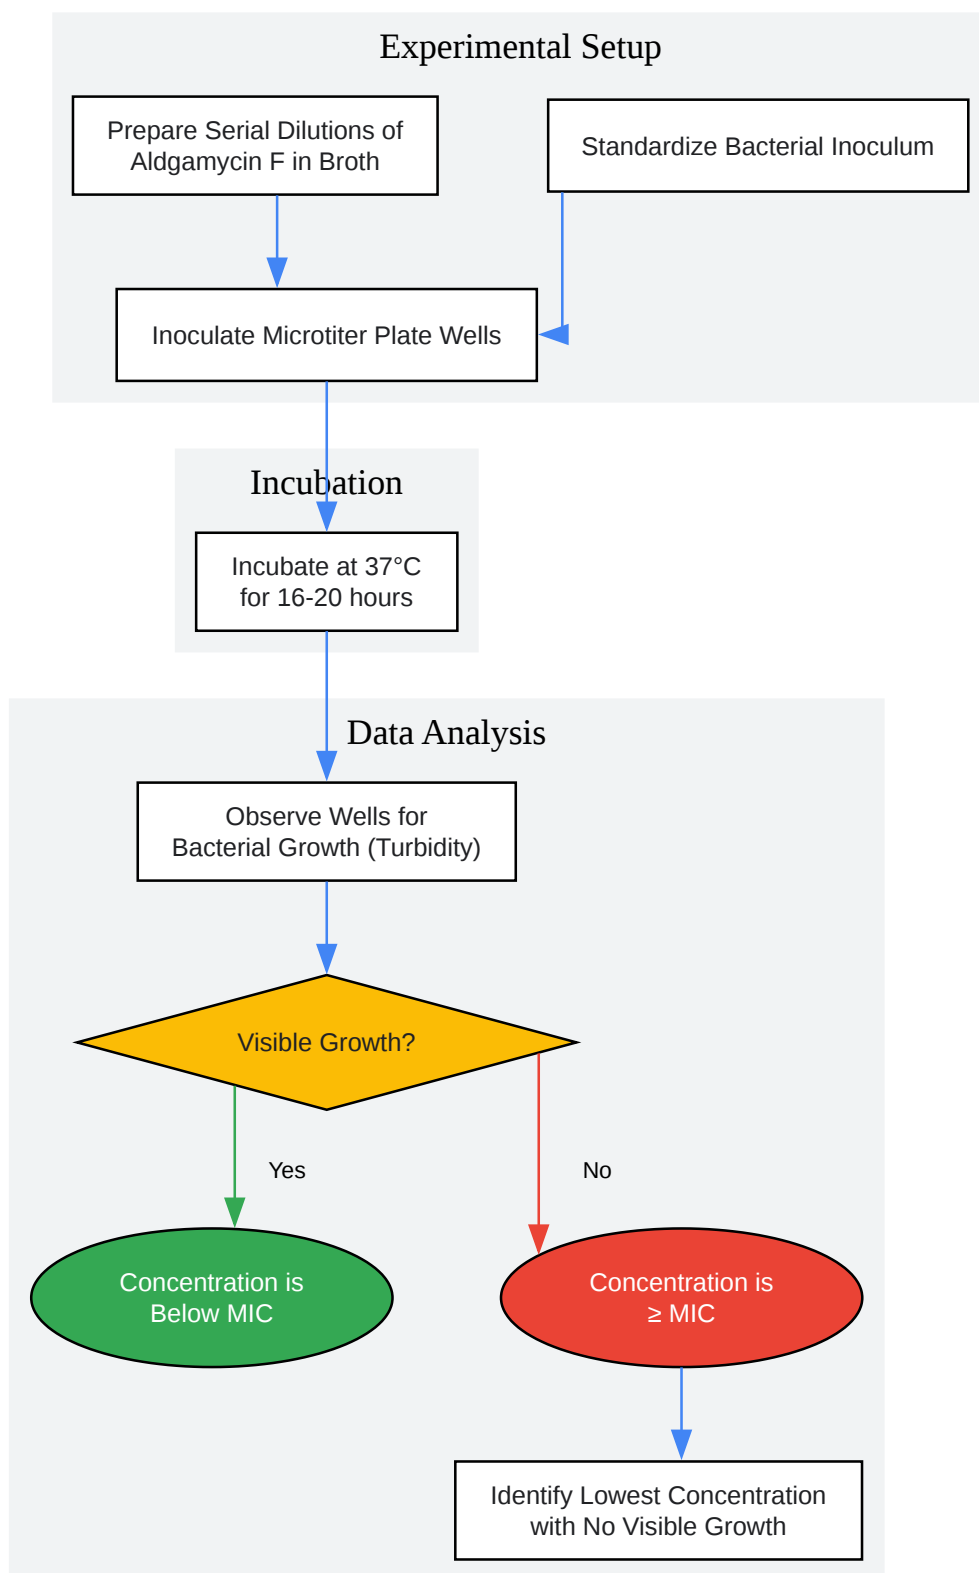 Experimental Setup
Prepare Serial Dilutions of
Aldgamycin F in Broth
Standardize Bacterial Inoculum
Inoculate Microtiter Plate Wells
Incubation
Incubate at 37°C
for 16-20 hours
Data Analysis
Observe Wells for
Bacterial Growth (Turbidity)
Visible Growth?
Yes
No
Concentration is
Below MIC
Concentration is
≥ MIC
Identify Lowest Concentration
with No Visible Growth